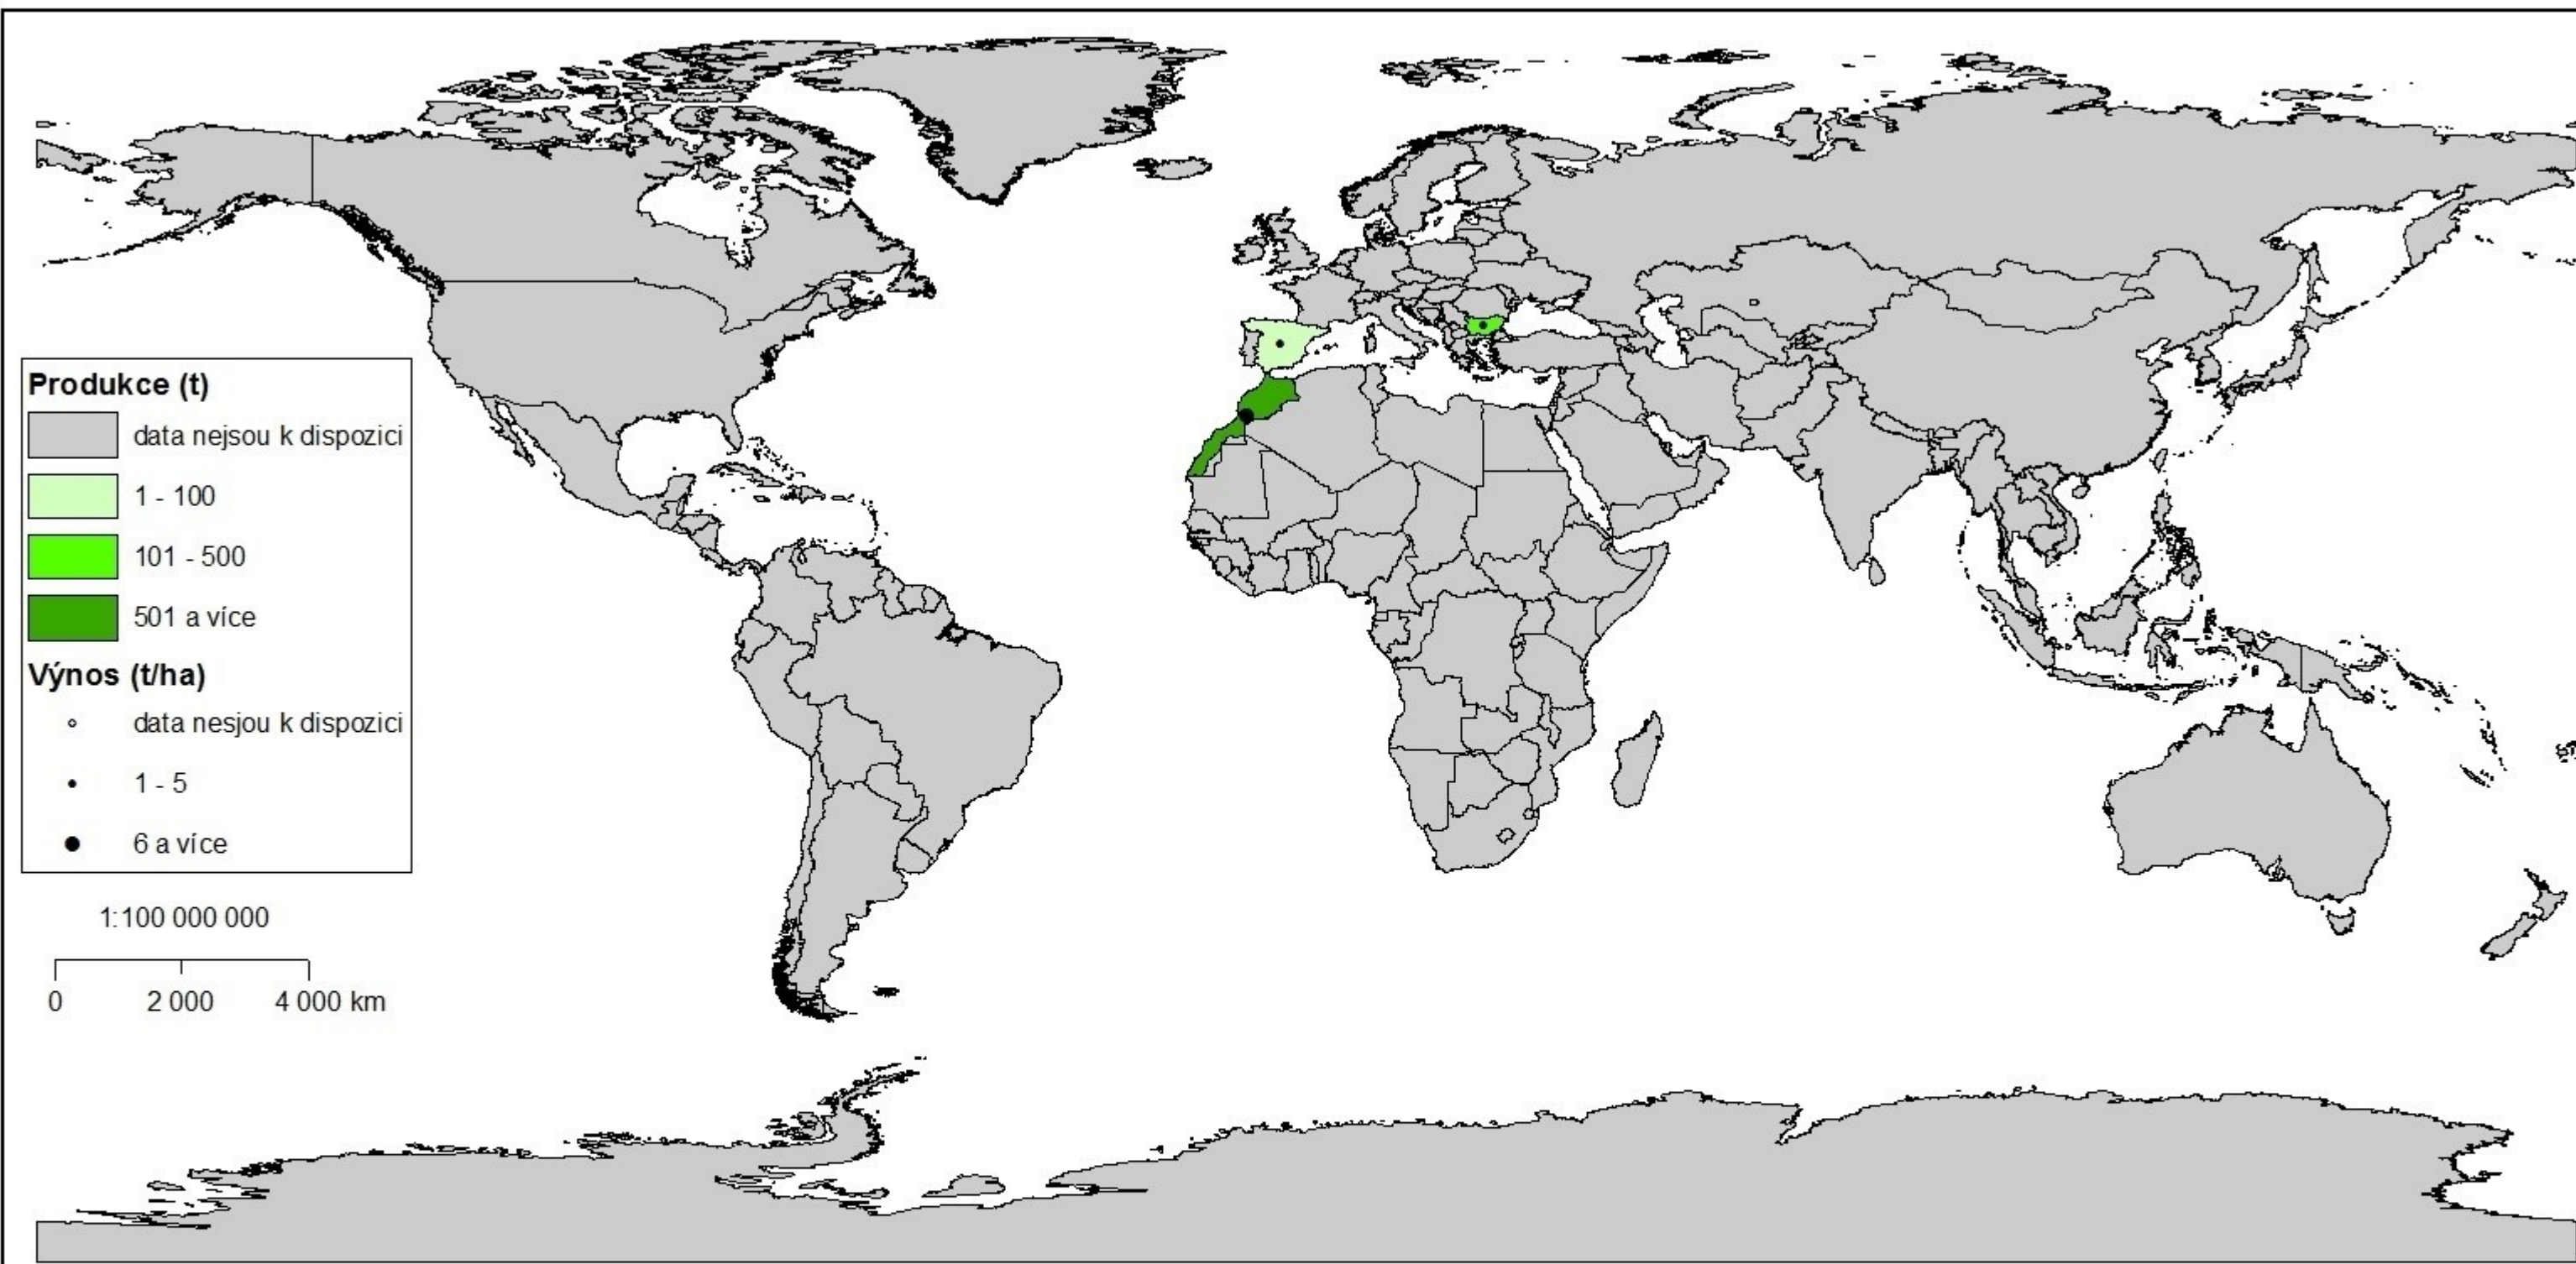 Produkce (t)
data nejsou k dispozici
1 - 100
101 - 500
501 a více
Výnos (t/ha)
data nesjou k dispozici
1 - 5
6 a více
1:100 000 000
0 2 000 4 000 km